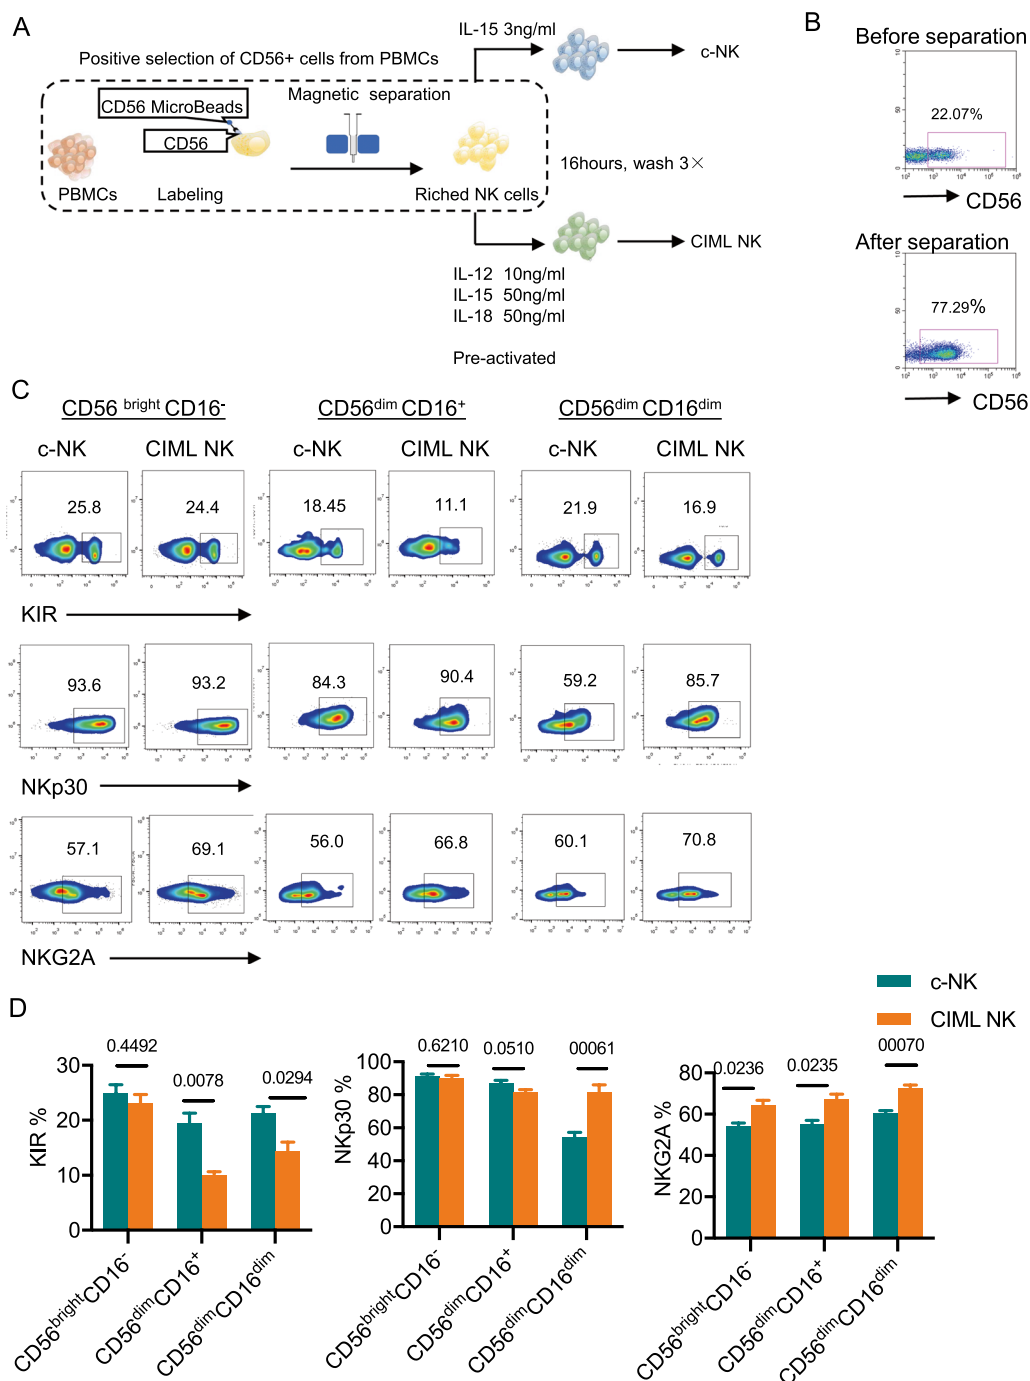 A
Positive selection of CD56+ cells from PBMCs
CD56 MicroBeads
CD56
Magnetic separation
PBMCs
Labeling
Riched NK cells
IL-15 3ng/ml
c-NK
16hours, wash 3×
CIML NK
IL-12 10ng/ml
IL-15 50ng/ml
IL-18 50ng/ml
Pre-activated
B
Before separation
22.07%
CD56
After separation
77.29%
CD56
C
CD56 bright CD16-
CD56dim CD16+
CD56dim CD16dim
c-NK CIML NK c-NK CIML NK c-NK CIML NK
25.8 24.4 18.45 11.1 21.9 16.9
KIR
93.6 93.2 84.3 90.4 59.2 85.7
NKp30
57.1 69.1 56.0 66.8 60.1 70.8
NKG2A
D
c-NK
CIML NK
0.4492
0.0078
0.0294
KIR %
30
20
10
0
CD56brightCD16-
CD56dimCD16+
CD56dimCD16dim
0.6210
0.0510
00061
NKp30 %
100
80
60
40
20
0
CD56brightCD16-
CD56dimCD16+
CD56dimCD16dim
0.0236
0.0235
00070
NKG2A %
80
60
40
20
0
CD56brightCD16-
CD56dimCD16+
CD56dimCD16dim